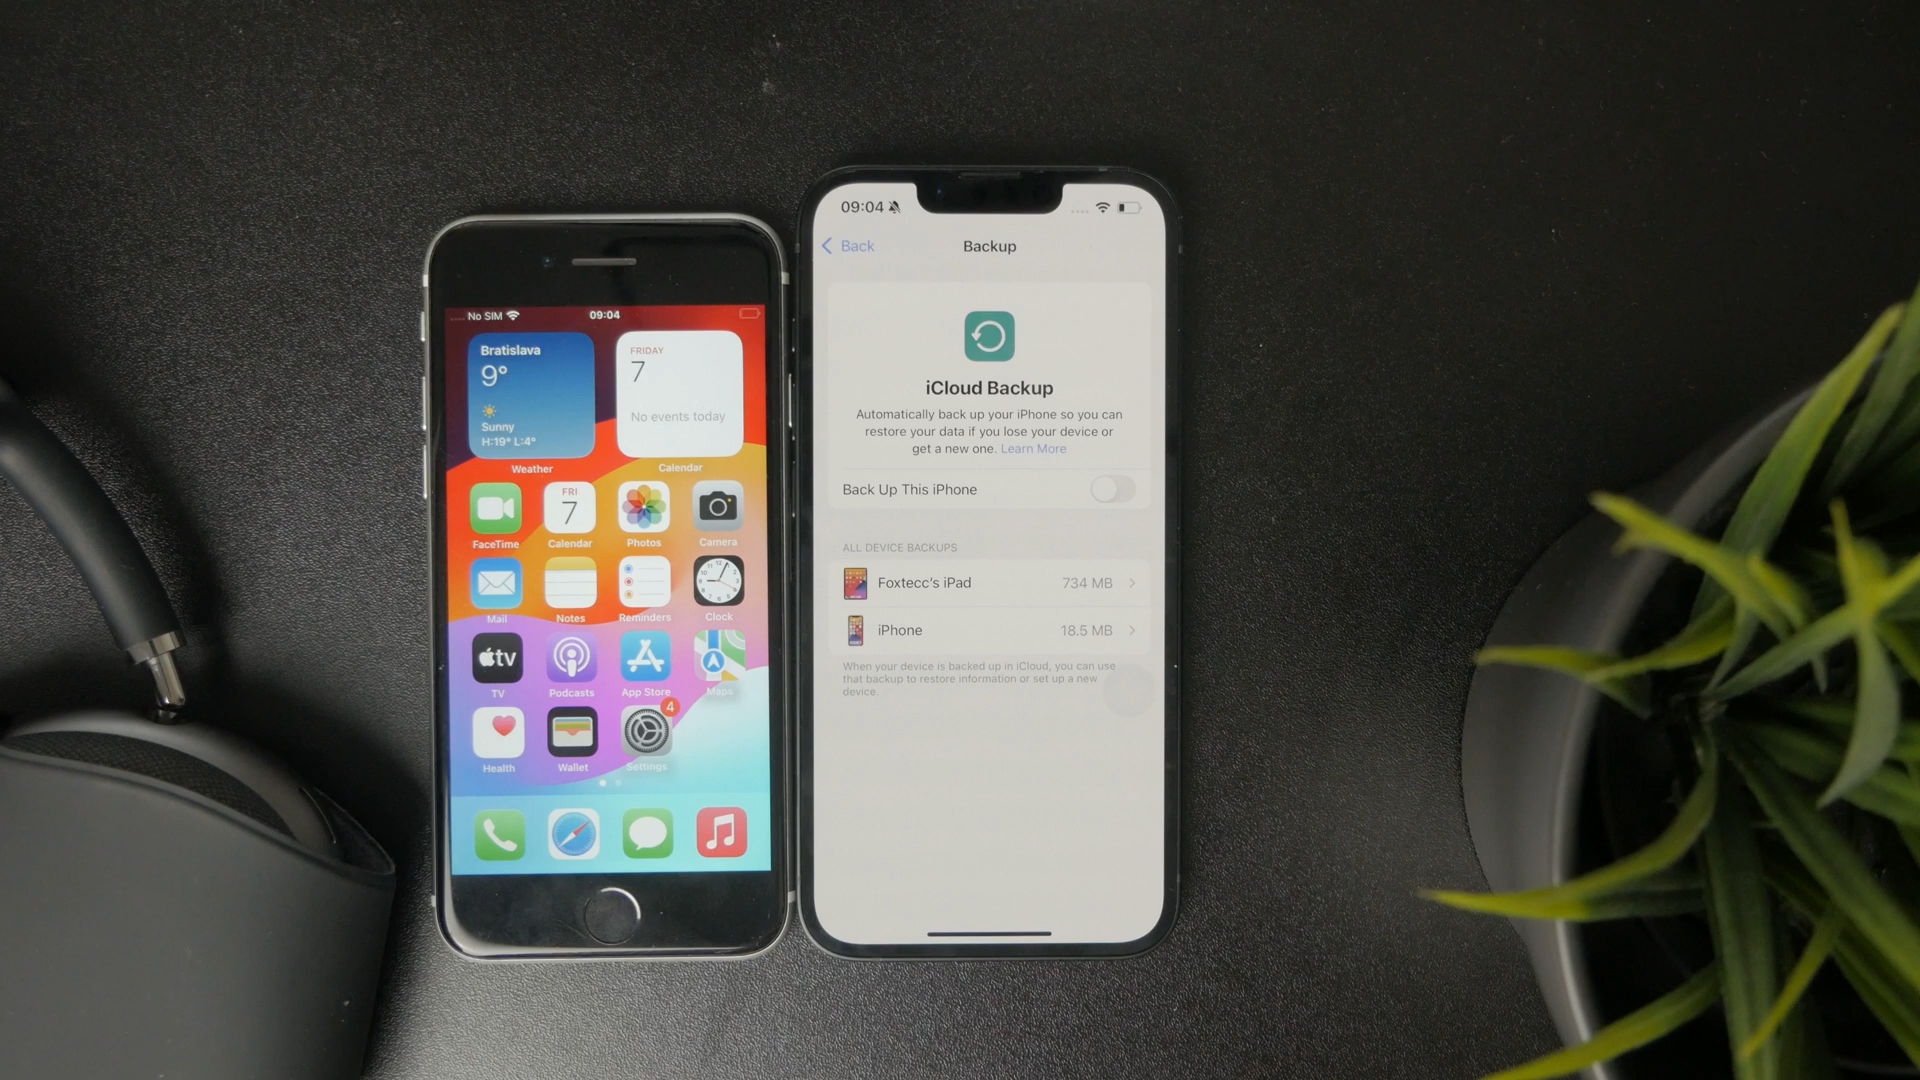 No SIM
09:04
Bratislava
9°
Sunny
H:19° L:4°
Weather
FRIDAY
7
No events today
Calendar
FaceTime
FRI
7
Calendar
Photos
Camera
Mail
Notes
Reminders
Clock
tv
TV
Podcasts
App Store
Maps
Health
Wallet
4
Settings
09:04
Back
Backup
iCloud Backup
Automatically back up your iPhone so you can
restore your data if you lose your device or
get a new one. Learn More
Back Up This iPhone
ALL DEVICE BACKUPS
Foxtecc's iPad 734 MB
iPhone 18.5 MB
When your device is backed up in iCloud, you can use
that backup to restore information or set up a new
device.